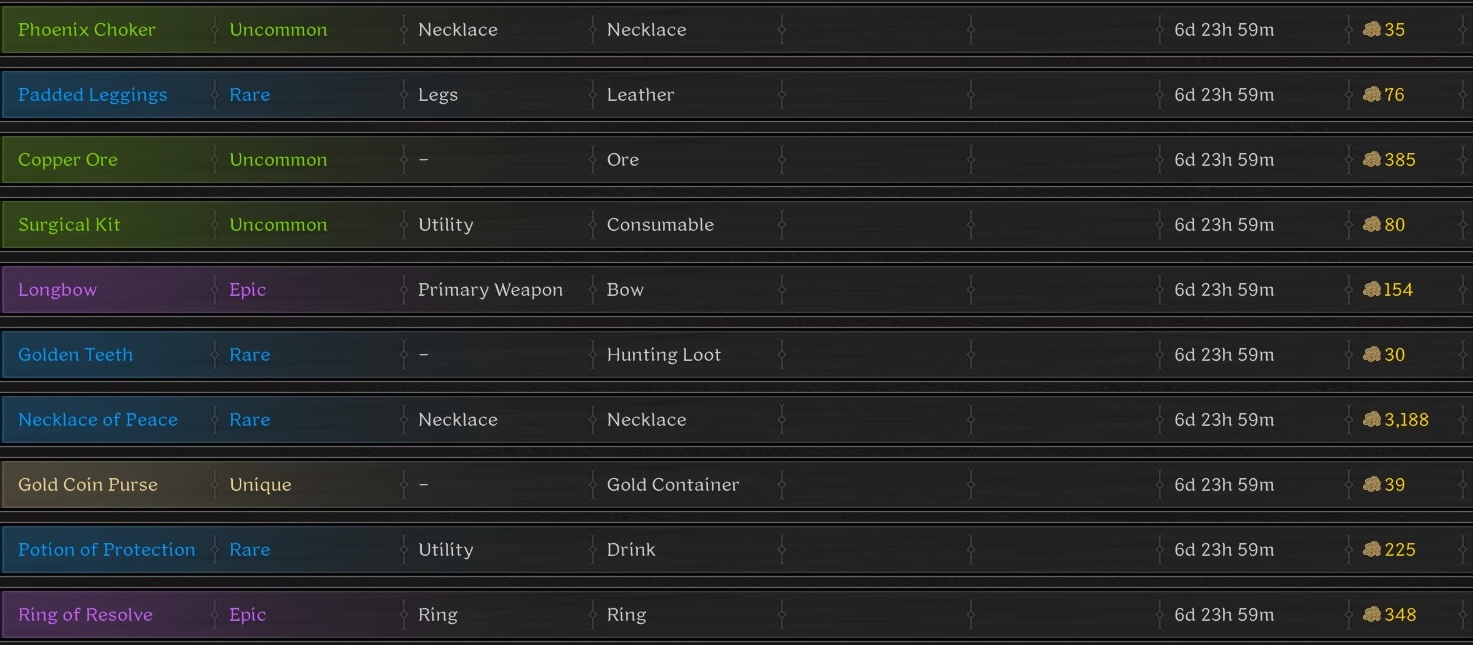 Phoenix Choker Uncommon Necklace Necklace 6d 23h 59m 35
Padded Leggings Rare Legs Leather 6d 23h 59m 76
Copper Ore Uncommon – Ore 6d 23h 59m 385
Surgical Kit Uncommon Utility Consumable 6d 23h 59m 80
Longbow Epic Primary Weapon Bow 6d 23h 59m 154
Golden Teeth Rare – Hunting Loot 6d 23h 59m 30
Necklace of Peace Rare Necklace Necklace 6d 23h 59m 3,188
Gold Coin Purse Unique – Gold Container 6d 23h 59m 39
Potion of Protection Rare Utility Drink 6d 23h 59m 225
Ring of Resolve Epic Ring Ring 6d 23h 59m 348